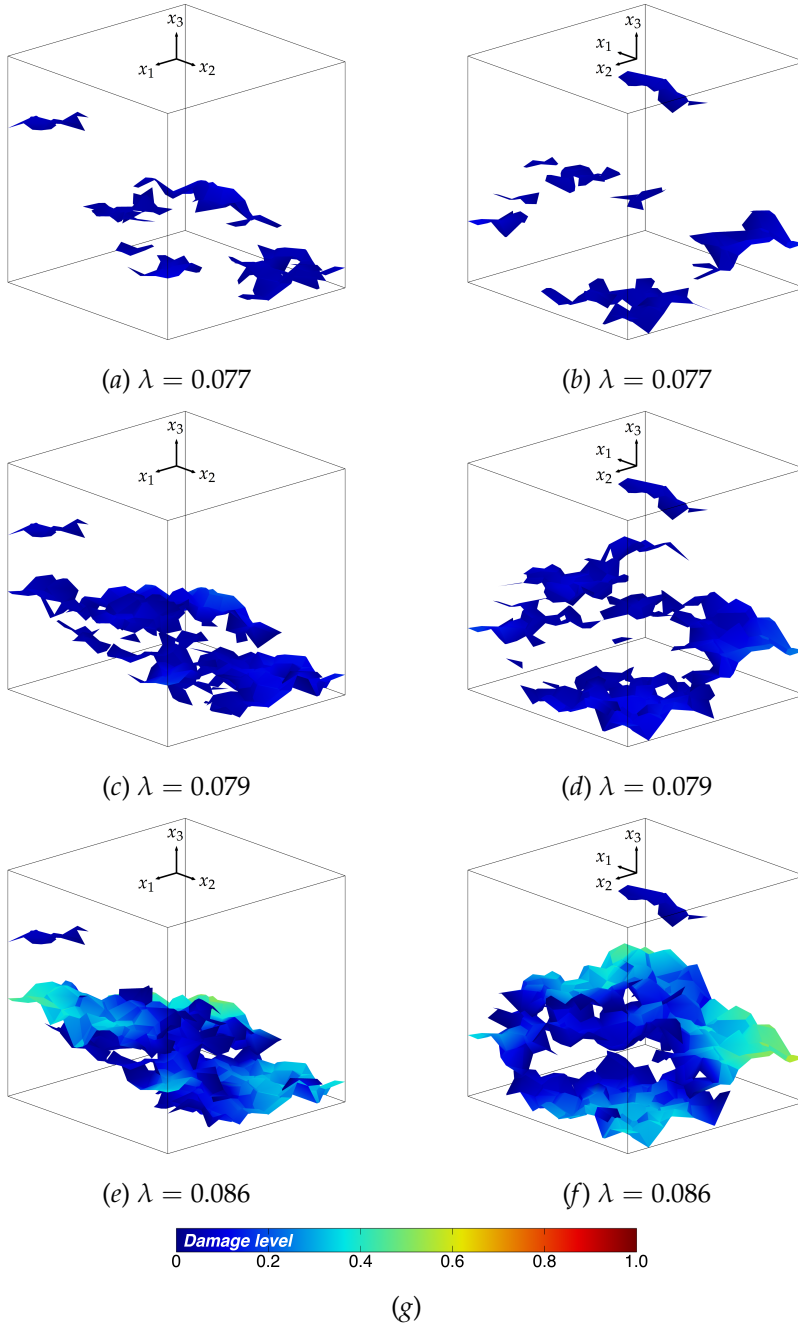 x₃
x₁ x₂
x₃
x₁
x₂
(a) λ = 0.077
(b) λ = 0.077
x₃
x₁ x₂
x₃
x₁
x₂
(c) λ = 0.079
(d) λ = 0.079
x₃
x₁ x₂
x₃
x₁
x₂
(e) λ = 0.086
(f) λ = 0.086
Damage level
0 0.2 0.4 0.6 0.8 1.0
(g)